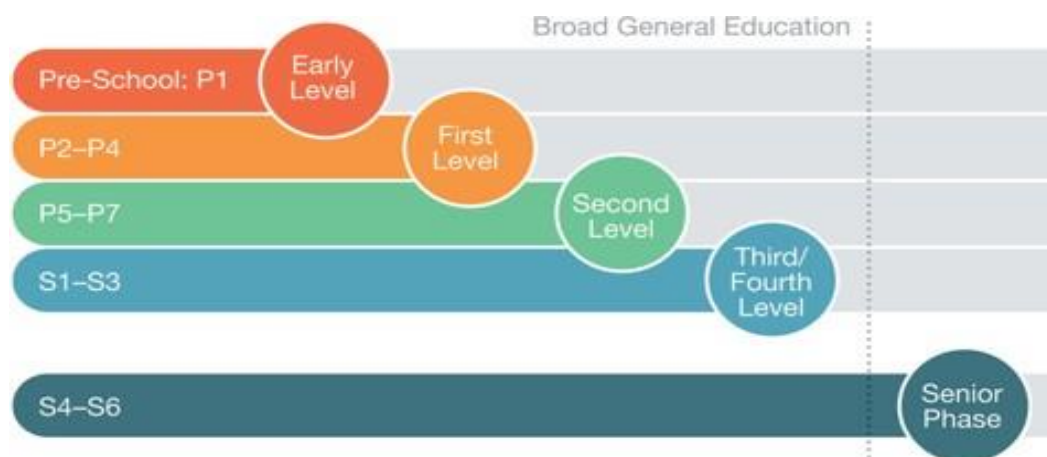 Broad General Education
Pre-School: P1
Early
Level
P2–P4
First
Level
P5–P7
Second
Level
S1–S3
Third/
Fourth
Level
S4–S6
Senior
Phase